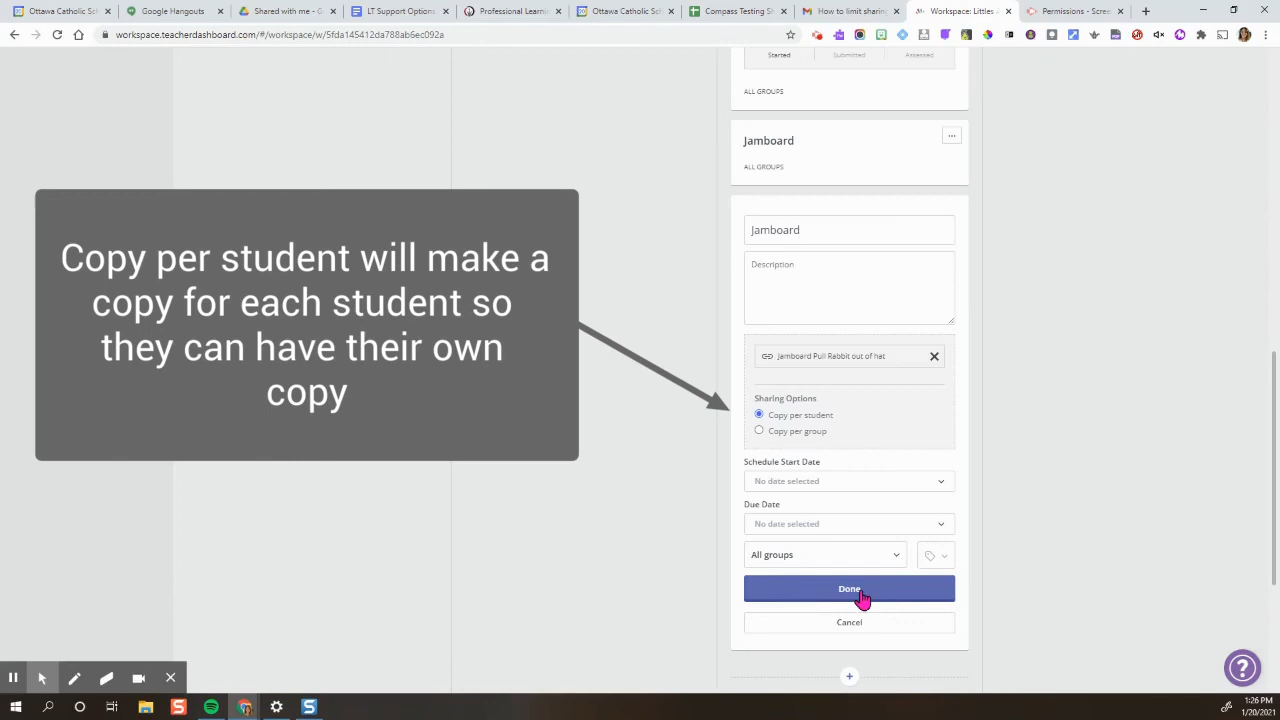 Ottawa Catholic Sch
Google Hangouts
Shared with me - G
LT Support Options
Professional Learn
Ottawa Catholic Sch
Compass Testing Sh
How to limit sharing
Workspace: Littles A
Permissions - Scree
workspace.teacherdashboard.com/#/workspace/w/5fda145412da788ab6ec092a
Started
Submitted
Assessed
ALL GROUPS
Jamboard
...
ALL GROUPS
Copy per student will make a
copy for each student so
they can have their own
copy
Jamboard
Description
Jamboard Pull Rabbit out of hat
Sharing Options
Copy per student
Copy per group
Schedule Start Date
No date selected
Due Date
No date selected
All groups
Done
Cancel
1:26 PM
1/20/2021